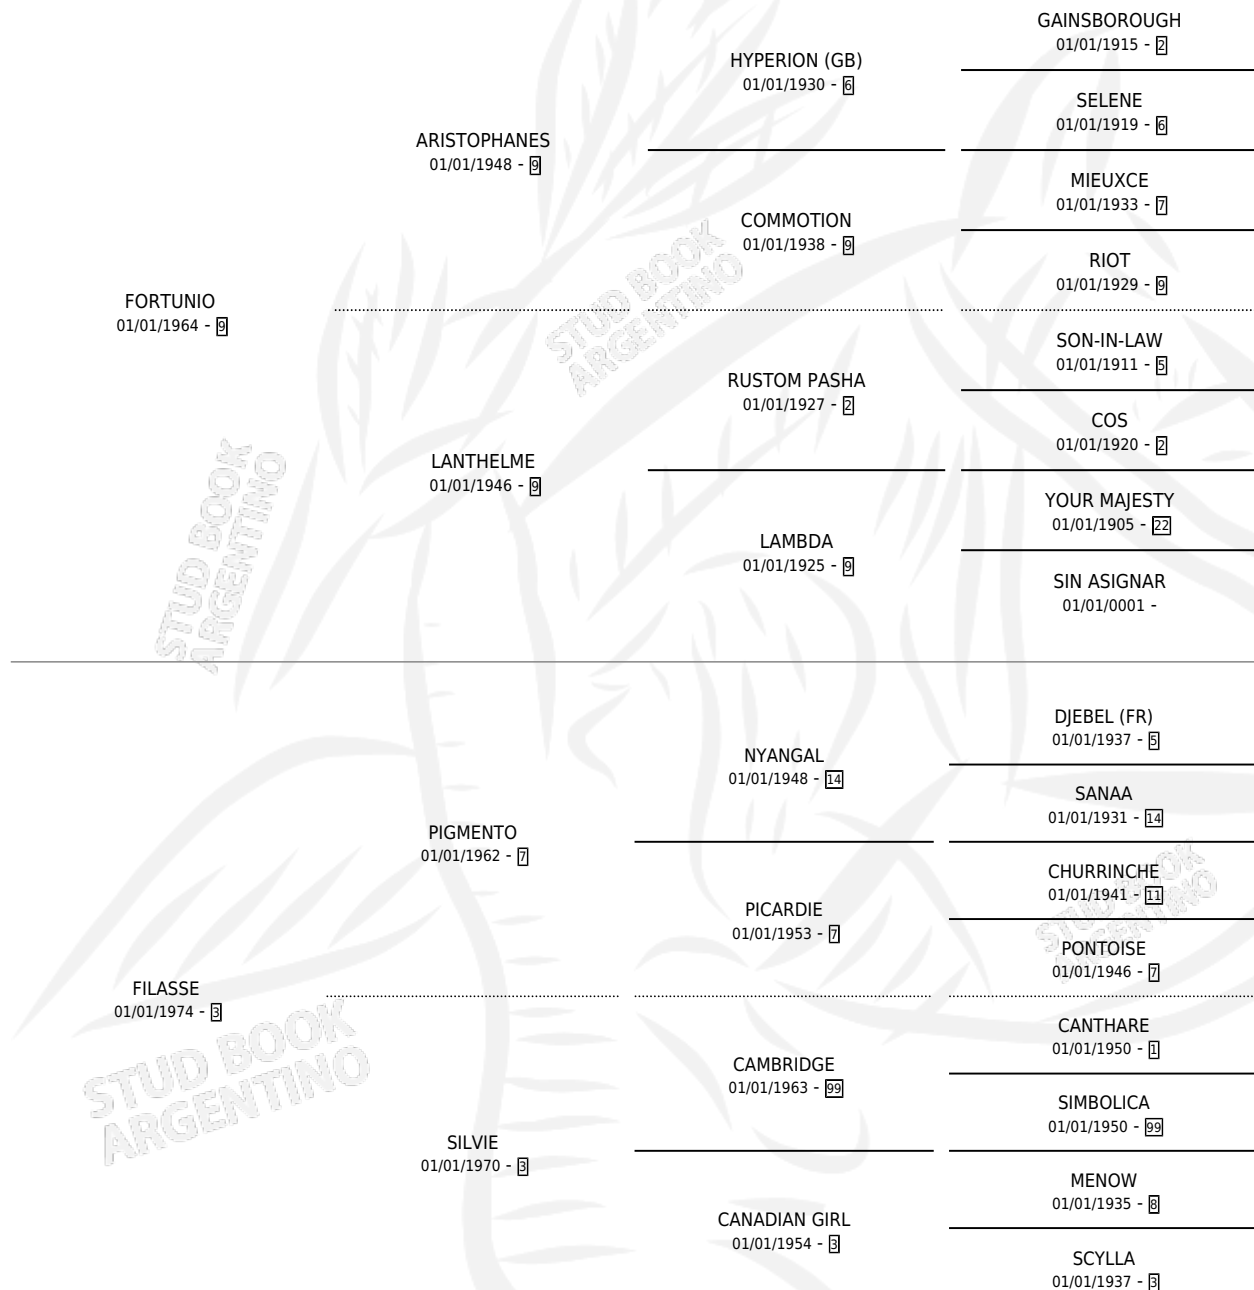 GAINSBOROUGH
01/01/1915 - 2
HYPERION (GB)
01/01/1930 - 6
SELENE
01/01/1919 - 6
ARISTOPHANES
01/01/1948 - 9
MIEUXCE
01/01/1933 - 7
COMMOTION
01/01/1938 - 9
RIOT
01/01/1929 - 9
FORTUNIO
01/01/1964 - 9
SON-IN-LAW
01/01/1911 - 5
RUSTOM PASHA
01/01/1927 - 2
COS
01/01/1920 - 2
LANTHELME
01/01/1946 - 9
YOUR MAJESTY
01/01/1905 - 22
LAMBDA
01/01/1925 - 9
SIN ASIGNAR
01/01/0001 -
DJEBEL (FR)
01/01/1937 - 5
NYANGAL
01/01/1948 - 14
SANAA
01/01/1931 - 14
PIGMENTO
01/01/1962 - 7
CHURRINCHE
01/01/1941 - 11
PICARDIE
01/01/1953 - 7
PONTOISE
01/01/1946 - 7
FILASSE
01/01/1974 - 3
CANTHARE
01/01/1950 - 1
CAMBRIDGE
01/01/1963 - 99
SIMBOLICA
01/01/1950 - 99
SILVIE
01/01/1970 - 3
MENOW
01/01/1935 - 8
CANADIAN GIRL
01/01/1954 - 3
SCYLLA
01/01/1937 - 3
STUD BOOK
ARGENTINO
STUD BOOK
ARGENTINO
STUD BOOK
ARGENTINO
STUD BOOK
ARGENTINO